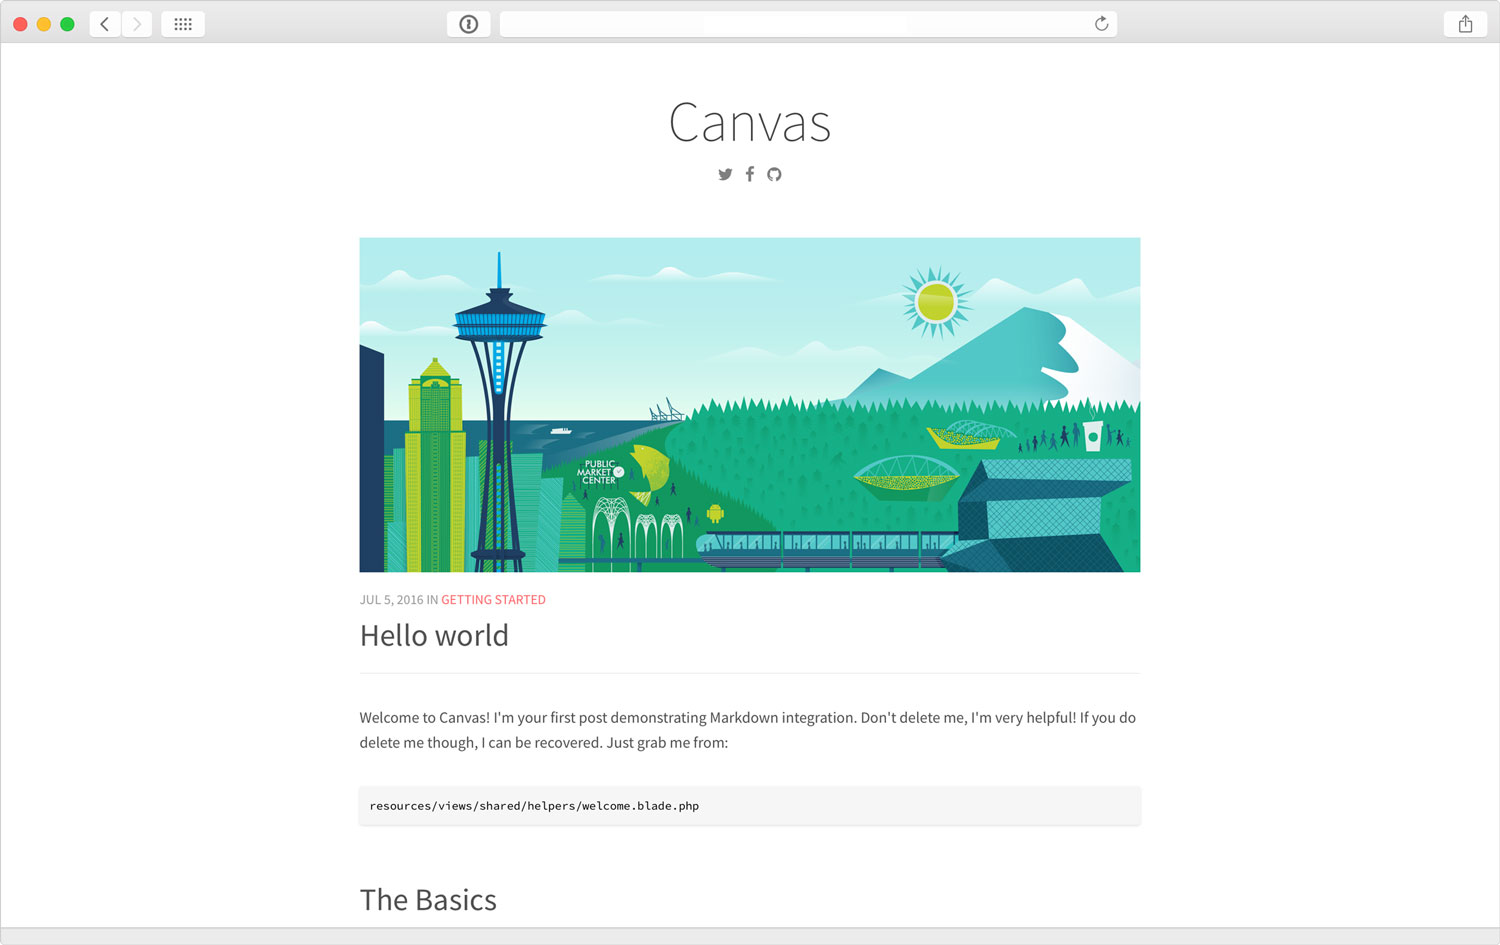 Canvas
PUBLIC
MARKET
CENTER
JUL 5, 2016 IN GETTING STARTED
Hello world
Welcome to Canvas! I'm your first post demonstrating Markdown integration. Don't delete me, I'm very helpful! If you do
delete me though, I can be recovered. Just grab me from:
resources/views/shared/helpers/welcome.blade.php
The Basics